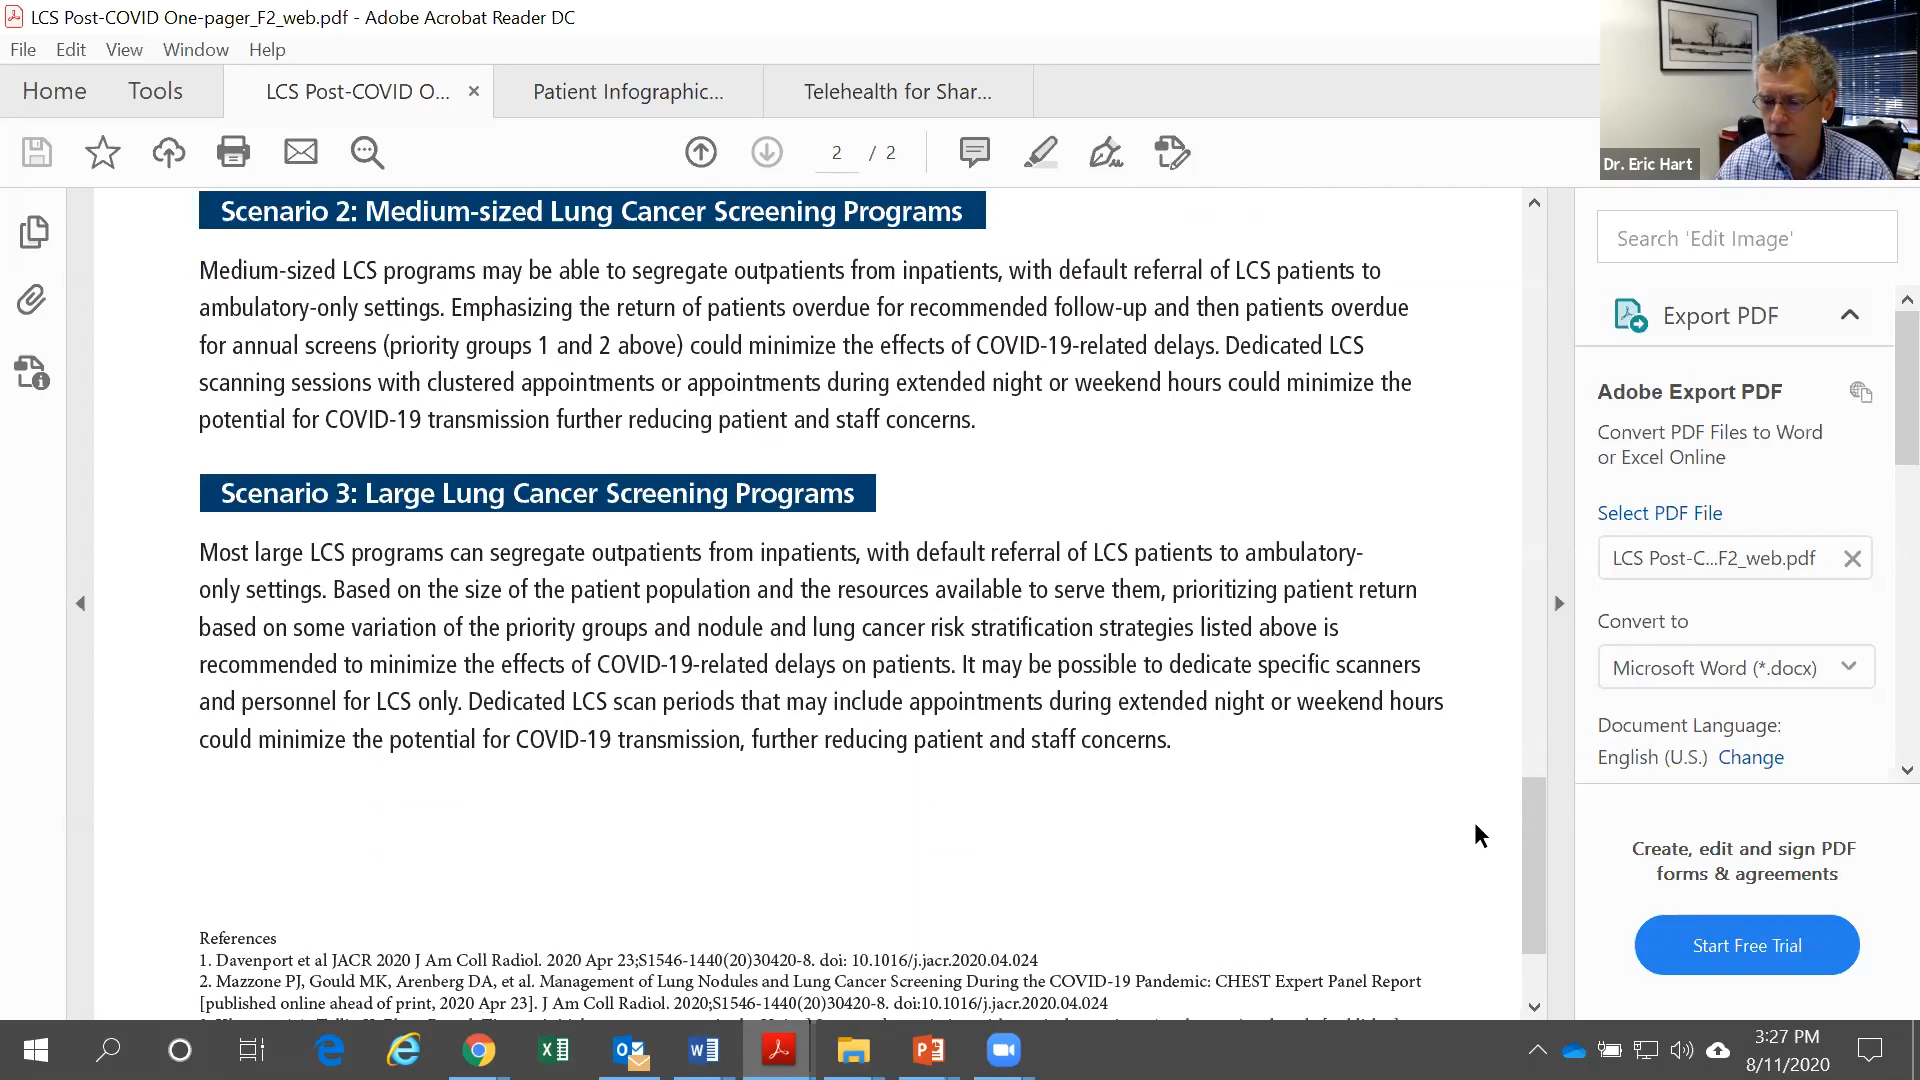 LCS Post-COVID One-pager_F2_web.pdf - Adobe Acrobat Reader DC
File Edit View Window Help
Home Tools LCS Post-COVID O... Patient Infographic... Telehealth for Shar...
2 / 2
Dr. Eric Hart
Scenario 2: Medium-sized Lung Cancer Screening Programs
Medium-sized LCS programs may be able to segregate outpatients from inpatients, with default referral of LCS patients to
ambulatory-only settings. Emphasizing the return of patients overdue for recommended follow-up and then patients overdue
for annual screens (priority groups 1 and 2 above) could minimize the effects of COVID-19-related delays. Dedicated LCS
scanning sessions with clustered appointments or appointments during extended night or weekend hours could minimize the
potential for COVID-19 transmission further reducing patient and staff concerns.
Scenario 3: Large Lung Cancer Screening Programs
Most large LCS programs can segregate outpatients from inpatients, with default referral of LCS patients to ambulatory-
only settings. Based on the size of the patient population and the resources available to serve them, prioritizing patient return
based on some variation of the priority groups and nodule and lung cancer risk stratification strategies listed above is
recommended to minimize the effects of COVID-19-related delays on patients. It may be possible to dedicate specific scanners
and personnel for LCS only. Dedicated LCS scan periods that may include appointments during extended night or weekend hours
could minimize the potential for COVID-19 transmission, further reducing patient and staff concerns.
References
1. Davenport et al JACR 2020 J Am Coll Radiol. 2020 Apr 23;S1546-1440(20)30420-8. doi: 10.1016/j.jacr.2020.04.024
2. Mazzone PJ, Gould MK, Arenberg DA, et al. Management of Lung Nodules and Lung Cancer Screening During the COVID-19 Pandemic: CHEST Expert Panel Report
[published online ahead of print, 2020 Apr 23]. J Am Coll Radiol. 2020;S1546-1440(20)30420-8. doi:10.1016/j.jacr.2020.04.024
Search 'Edit Image'
Export PDF
Adobe Export PDF
Convert PDF Files to Word
or Excel Online
Select PDF File
LCS Post-C...F2_web.pdf
Convert to
Microsoft Word (*.docx)
Document Language:
English (U.S.) Change
Create, edit and sign PDF
forms & agreements
Start Free Trial
3:27 PM
8/11/2020